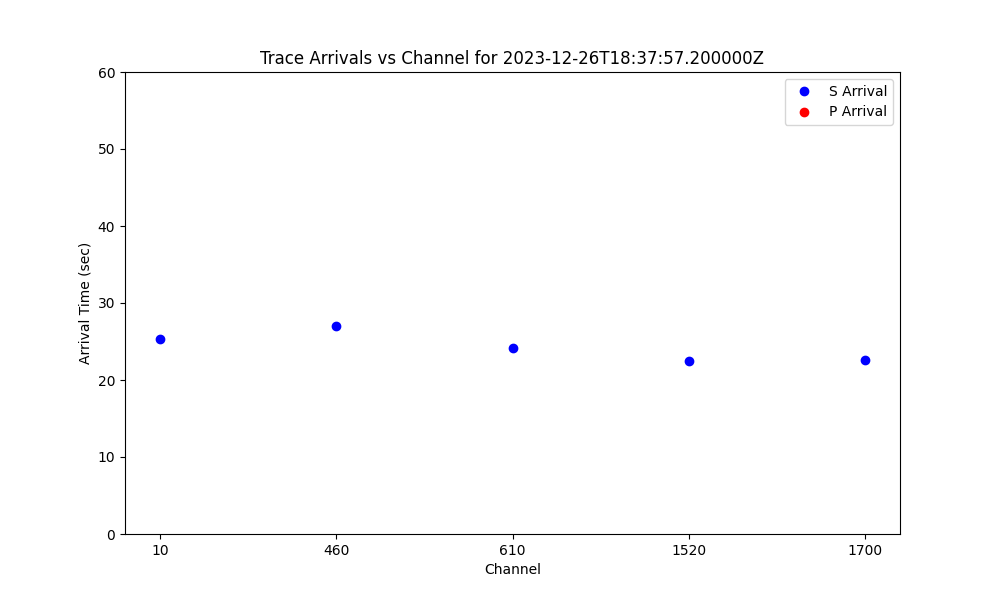 Trace Arrivals vs Channel for 2023-12-26T18:37:57.200000Z
S Arrival
P Arrival
60
50
40
30
20
10
0
Arrival Time (sec)
10 460 610 1520 1700
Channel